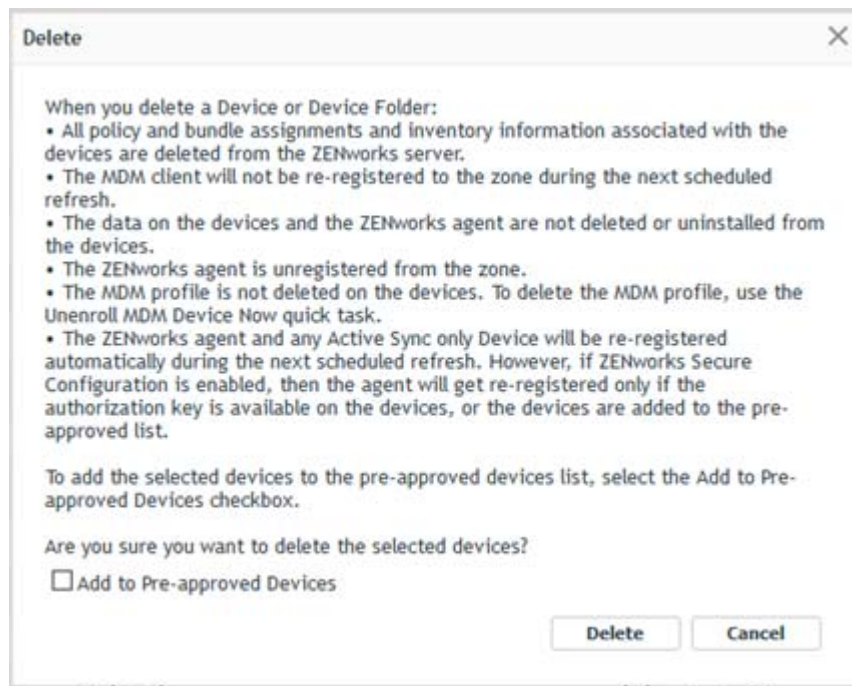 Delete
When you delete a Device or Device Folder:
• All policy and bundle assignments and inventory information associated with the
devices are deleted from the ZENworks server.
• The MDM client will not be re-registered to the zone during the next scheduled
refresh.
• The data on the devices and the ZENworks agent are not deleted or uninstalled from
the devices.
• The ZENworks agent is unregistered from the zone.
• The MDM profile is not deleted on the devices. To delete the MDM profile, use the
Unenroll MDM Device Now quick task.
• The ZENworks agent and any Active Sync only Device will be re-registered
automatically during the next scheduled refresh. However, if ZENworks Secure
Configuration is enabled, then the agent will get re-registered only if the
authorization key is available on the devices, or the devices are added to the pre-
approved list.
To add the selected devices to the pre-approved devices list, select the Add to Pre-
approved Devices checkbox.
Are you sure you want to delete the selected devices?
Add to Pre-approved Devices
Delete Cancel